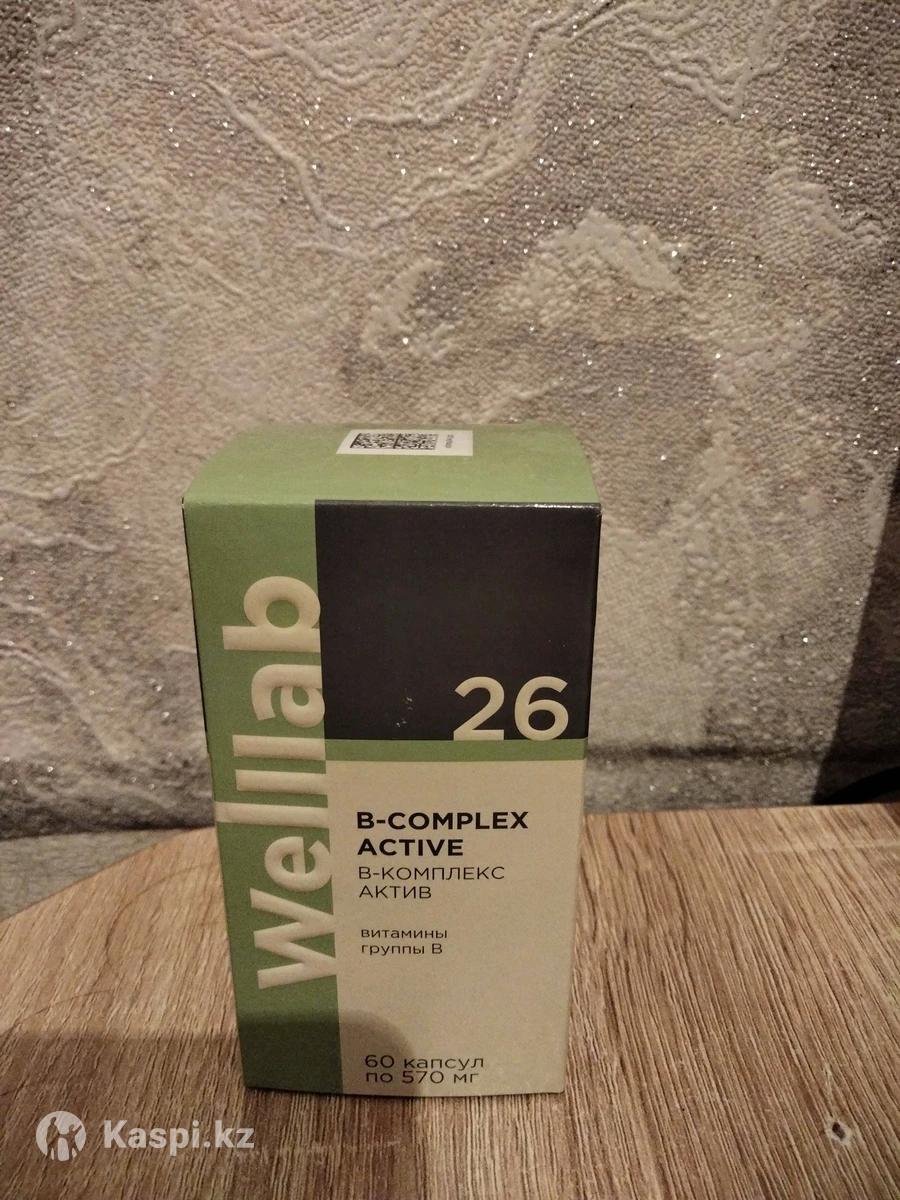 Welllab
26
B-COMPLEX
ACTIVE
В-КОМПЛЕКС
АКТИВ
витамины
группы В
60 капсул
по 570 мг
Kaspi.kz